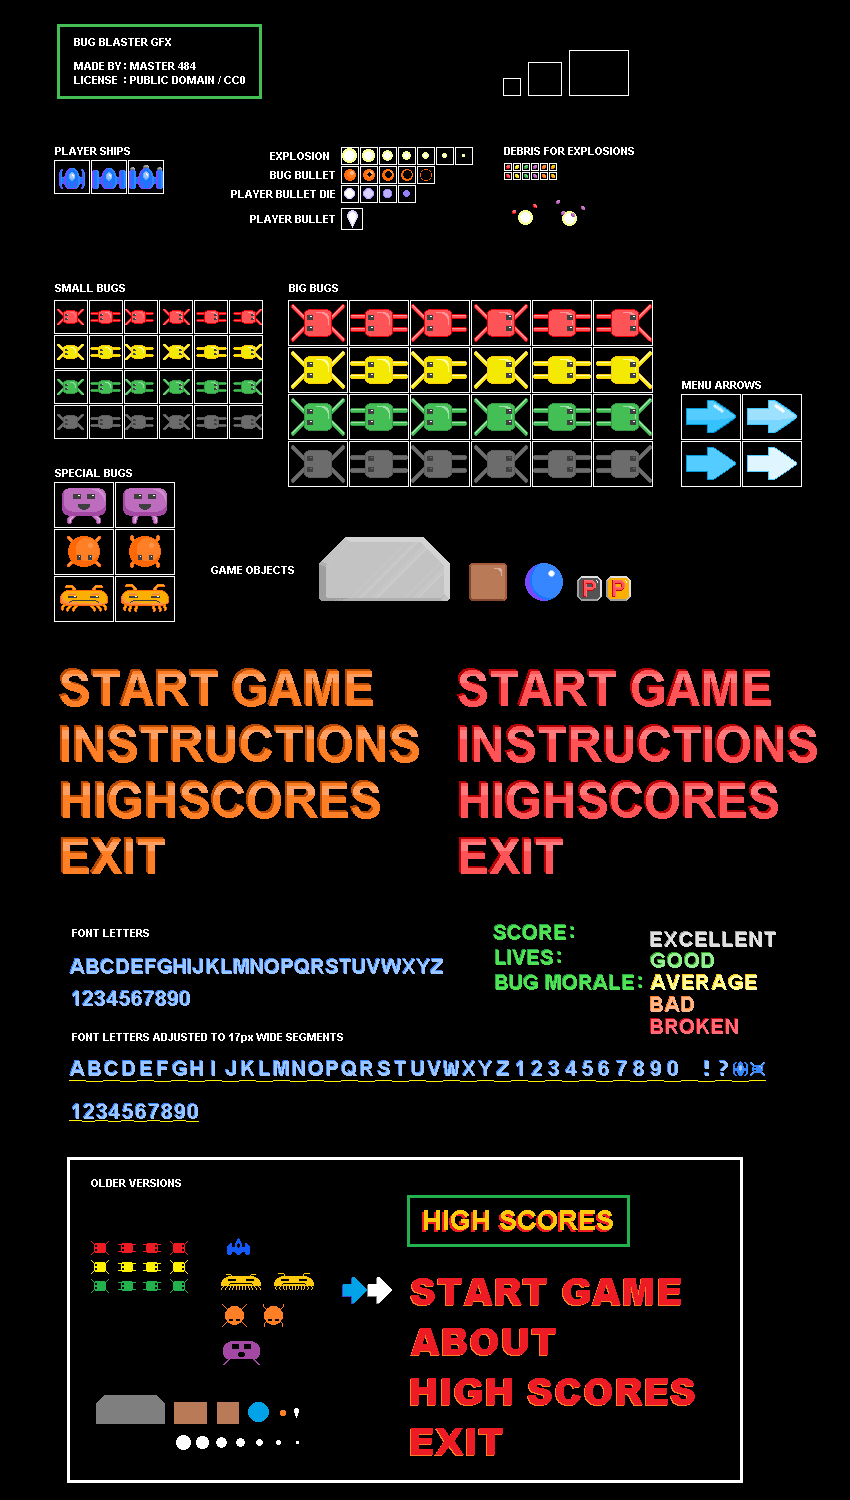 BUG BLASTER GFX
MADE BY: MASTER 484
LICENSE : PUBLIC DOMAIN / CC0
PLAYER SHIPS
EXPLOSION
BUG BULLET
PLAYER BULLET DIE
PLAYER BULLET
DEBRIS FOR EXPLOSIONS
SMALL BUGS
BIG BUGS
MENU ARROWS
SPECIAL BUGS
GAME OBJECTS
P P
START GAME
INSTRUCTIONS
HIGHSCORES
EXIT
START GAME
INSTRUCTIONS
HIGHSCORES
EXIT
FONT LETTERS
ABCDEFGHIJKLMNOPQRSTUVWXYZ
1234567890
SCORE:
LIVES:
BUG MORALE:
EXCELLENT
GOOD
AVERAGE
BAD
BROKEN
FONT LETTERS ADJUSTED TO 17px WIDE SEGMENTS
ABCDEFGHIJKLMNOPQRSTUVWXYZ1234567890 !?
1234567890
OLDER VERSIONS
HIGH SCORES
START GAME
ABOUT
HIGH SCORES
EXIT